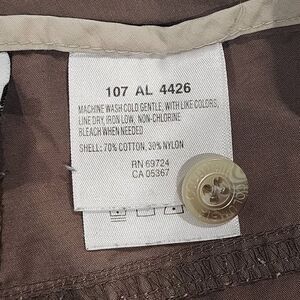 107 AL 4426
MACHINE WASH COLD GENTLE, WITH LIKE COLORS,
LINE DRY, IRON LOW, NON-CHLORINE
BLEACH WHEN NEEDED
SHELL: 70% COTTON, 30% NYLON
RN 69724
CA 05367